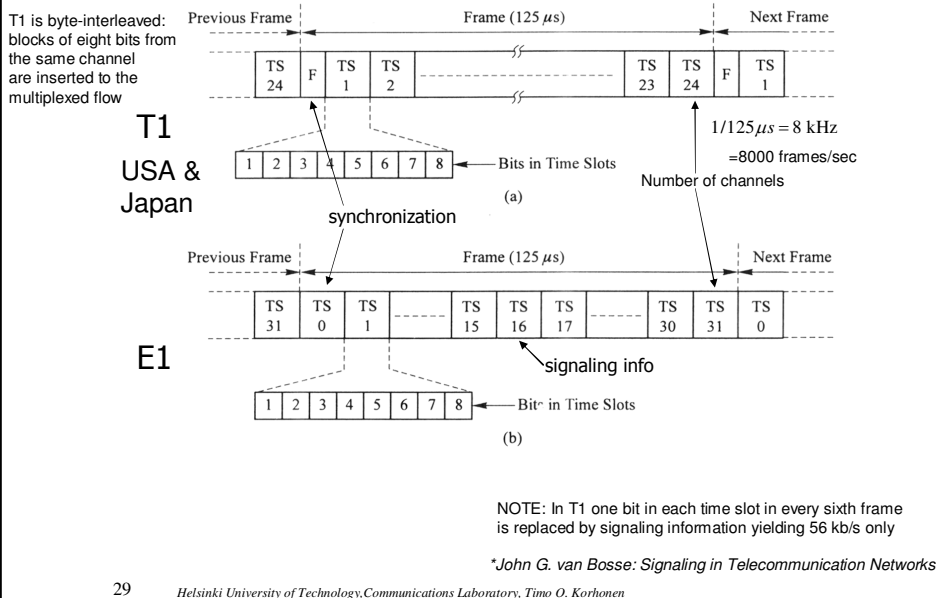 T1 is byte-interleaved:
blocks of eight bits from
the same channel
are inserted to the
multiplexed flow
Previous Frame
Frame (125 μs)
Next Frame
TS 24
F
TS 1
TS 2
TS 23
TS 24
F
TS 1
T1
USA &
Japan
1/125μs = 8 kHz
=8000 frames/sec
1 2 3 4 5 6 7 8
Bits in Time Slots
Number of channels
(a)
synchronization
Previous Frame
Frame (125 μs)
Next Frame
TS 31
TS 0
TS 1
TS 15
TS 16
TS 17
TS 30
TS 31
TS 0
E1
signaling info
1 2 3 4 5 6 7 8
Bits in Time Slots
(b)
NOTE: In T1 one bit in each time slot in every sixth frame
is replaced by signaling information yielding 56 kb/s only
*John G. van Bosse: Signaling in Telecommunication Networks
29 Helsinki University of Technology,Communications Laboratory, Timo O. Korhonen